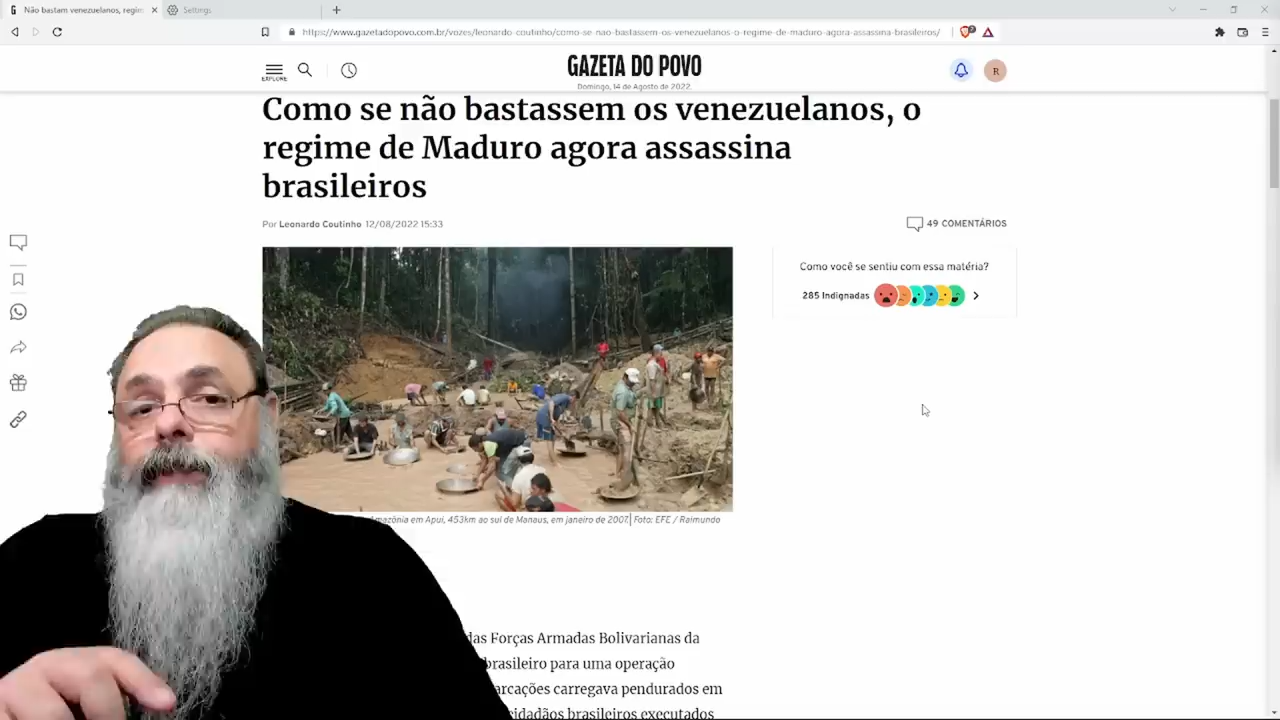 Não bastam venezuelanos, regim
Settings
https://www.gazetadopovo.com.br/vozes/leonardo-coutinho/como-se-nao-bastassem-os-venezuelanos-o-regime-de-maduro-agora-assassina-brasileiros/
EXPLORE
GAZETA DO POVO
R
Domingo, 14 de Agosto de 2022.
Como se não bastassem os venezuelanos, o
regime de Maduro agora assassina
brasileiros
Por Leonardo Coutinho 12/08/2022 15:33
49 COMENTÁRIOS
Como você se sentiu com essa matéria?
285 Indignadas
Amazônia em Apuí, 453km ao sul de Manaus, em janeiro de 2007.| Foto: EFE / Raimundo
das Forças Armadas Bolivarianas da
brasileiro para uma operação
arcações carregava pendurados em
cidadãos brasileiros executados